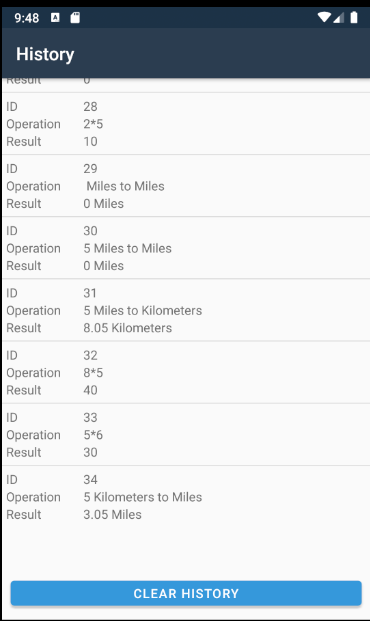 9:48
History
Result 0
ID 28
Operation 2*5
Result 10
ID 29
Operation Miles to Miles
Result 0 Miles
ID 30
Operation 5 Miles to Miles
Result 0 Miles
ID 31
Operation 5 Miles to Kilometers
Result 8.05 Kilometers
ID 32
Operation 8*5
Result 40
ID 33
Operation 5*6
Result 30
ID 34
Operation 5 Kilometers to Miles
Result 3.05 Miles
CLEAR HISTORY